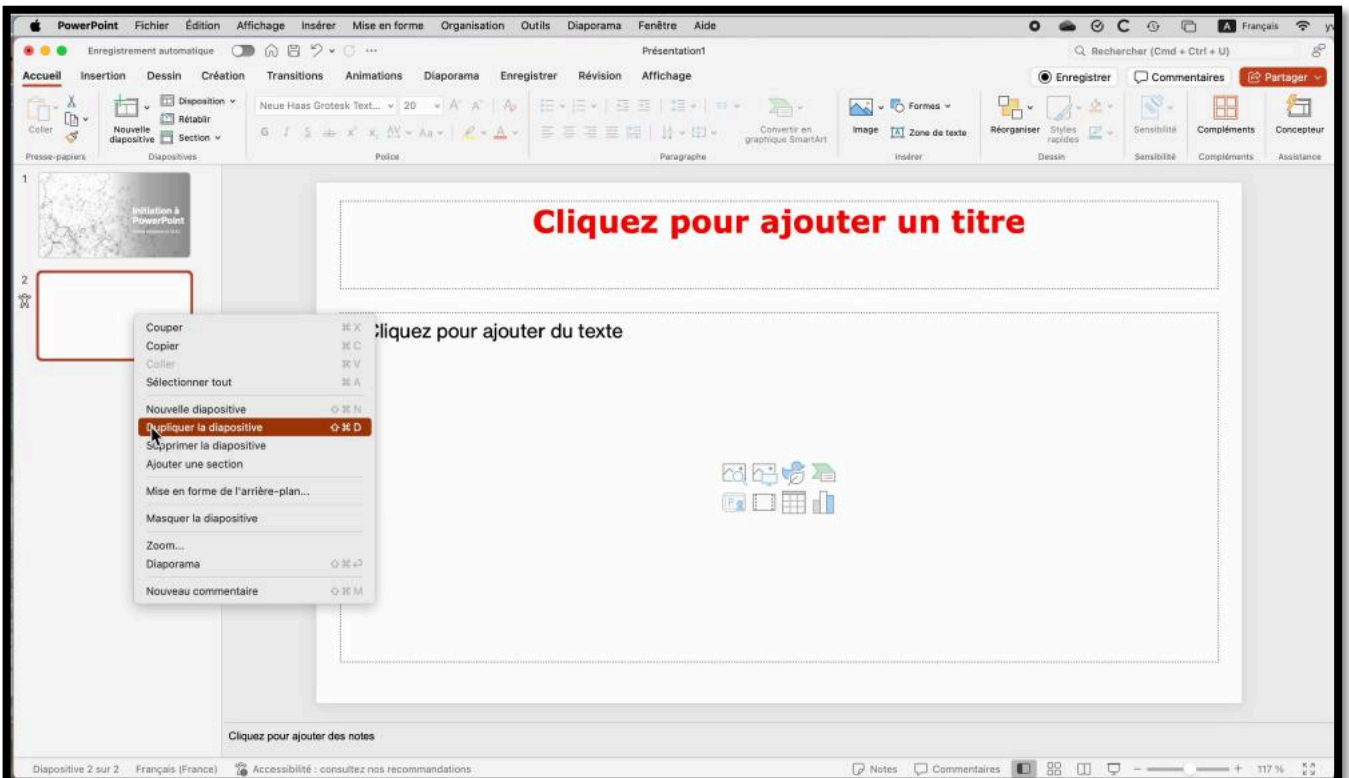 PowerPoint Fichier Édition Affichage Insérer Mise en forme Organisation Outils Diaporama Fenêtre Aide
A Français
Enregistrement automatique
Présentation1
Rechercher (Cmd + Ctrl + U)
Accueil Insertion Dessin Création Transitions Animations Diaporama Enregistrer Révision Affichage
Enregistrer Commentaires Partager
Coller
Nouvelle diapositive
Disposition
Rétablir
Section
Neue Haas Grotesk Text... 20
Convertir en graphique SmartArt
Image
Formes
Zone de texte
Réorganiser
Styles rapides
Sensibilité
Compléments
Concepteur
Presse-papiers Diapositives Police Paragraphe Insérer Dessin Sensibilité Compléments Assistance
1
Initiation à
PowerPoint
2
Couper ⌘ X
Copier ⌘ C
Coller ⌘ V
Sélectionner tout ⌘ A
Nouvelle diapositive ⇧ ⌘ N
Dupliquer la diapositive ⇧ ⌘ D
Supprimer la diapositive
Ajouter une section
Mise en forme de l'arrière-plan...
Masquer la diapositive
Zoom...
Diaporama ⇧ ⌘ ⏎
Nouveau commentaire ⇧ ⌘ M
Cliquez pour ajouter un titre
Cliquez pour ajouter du texte
Cliquez pour ajouter des notes
Diapositive 2 sur 2 Français (France) Accessibilité : consultez nos recommandations
Notes Commentaires
117 %